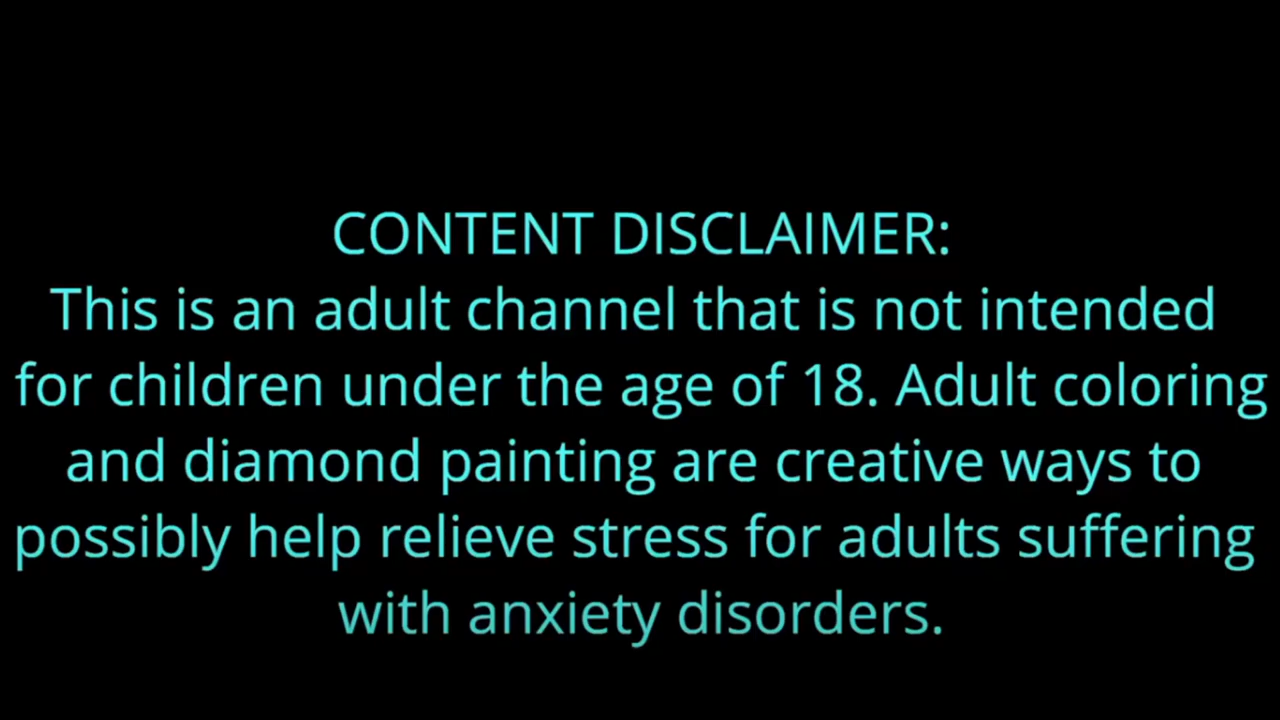 CONTENT DISCLAIMER:
This is an adult channel that is not intended
for children under the age of 18. Adult coloring
and diamond painting are creative ways to
possibly help relieve stress for adults suffering
with anxiety disorders.